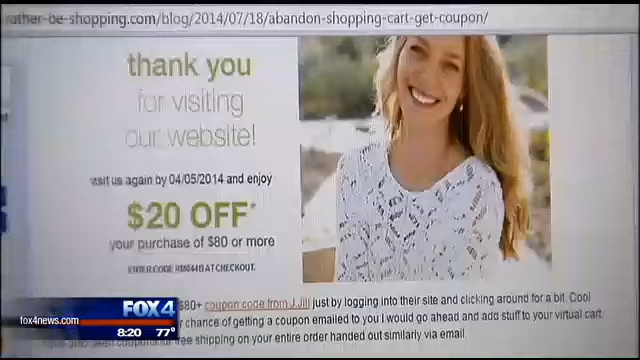 ather-be-shopping.com/blog/2014/07/18/abandon-shopping-cart-get-coupon/
thank you
for visiting
our website!
visit us again by 04/05/2014 and enjoy
$20 OFF*
your purchase of $80 or more
AT CHECKOUT.
$80+ coupon code from J.Jill just by logging into their site and clicking around for a bit. Cool
chance of getting a coupon emailed to you I would go ahead and add stuff to your virtual cart
free shipping on your entire order handed out similarly via email.
fox4news.com
FOX 4
8:20 77°